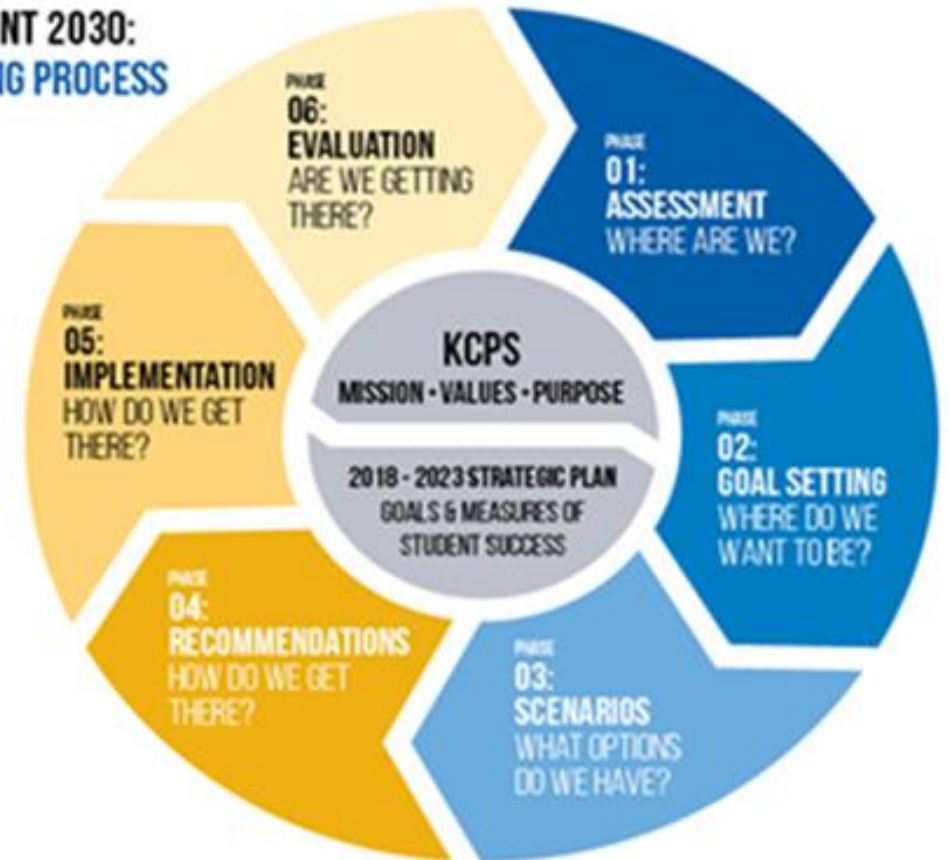 NT 2030:
NG PROCESS
PHASE
01:
ASSESSMENT
WHERE ARE WE?
PHASE
02:
GOAL SETTING
WHERE DO WE
WANT TO BE?
PHASE
03:
SCENARIOS
WHAT OPTIONS
DO WE HAVE?
PHASE
04:
RECOMMENDATIONS
HOW DO WE GET
THERE?
PHASE
05:
IMPLEMENTATION
HOW DO WE GET
THERE?
PHASE
06:
EVALUATION
ARE WE GETTING
THERE?
KCPS
MISSION • VALUES • PURPOSE
2018 - 2023 STRATEGIC PLAN
GOALS & MEASURES OF
STUDENT SUCCESS